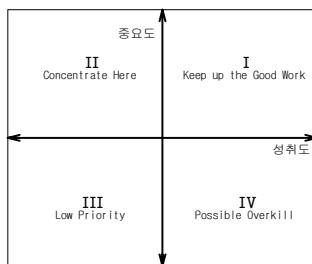 중요도
II
Concentrate Here
I
Keep up the Good Work
성취도
III
Low Priority
IV
Possible Overkill